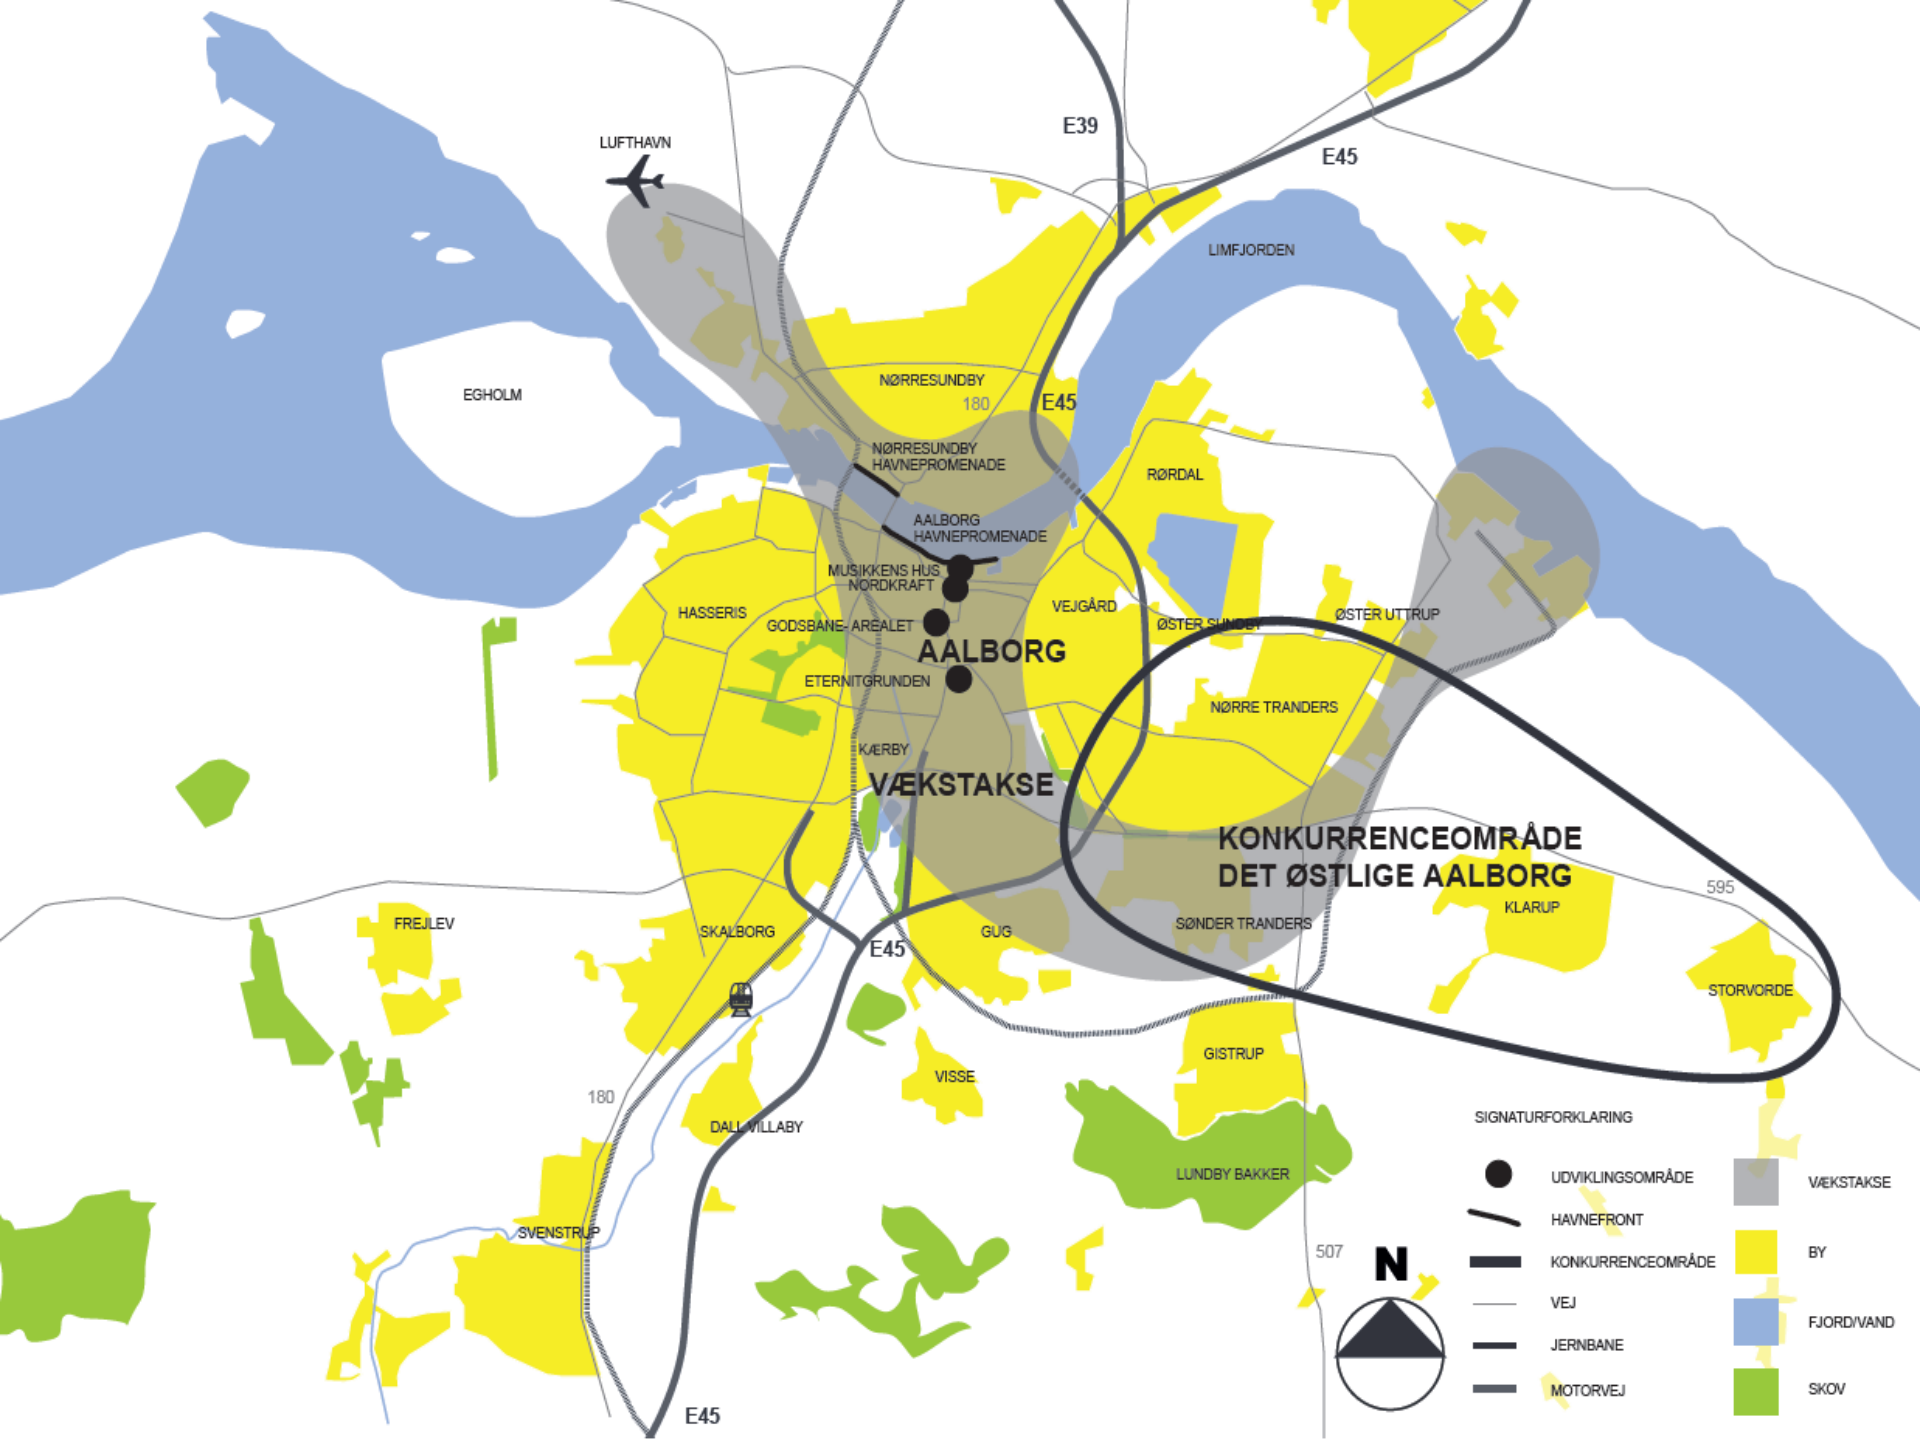 E39
LUFTHAVN
E45
LIMFJORDEN
NØRRESUNDBY
EGHOLM
180
E45
NØRRESUNDBY
HAVNEPROMENADE
RØRDAL
AALBORG
HAVNEPROMENADE
MUSIKKENS HUS
NORDKRAFT
VEJGÅRD
HASSERIS
GODSBANE- AREALET
ØSTER SUNDBY
ØSTER UTTRUP
AALBORG
ETERNITGRUNDEN
NØRRE TRANDERS
KÆRBY
VÆKSTAKSE
KONKURRENCEOMRÅDE
DET ØSTLIGE AALBORG
595
KLARUP
FREJLEV
SKALBORG
GUG
SØNDER TRANDERS
E45
STORVORDE
GISTRUP
VISSE
180
DALL VILLABY
LUNDBY BAKKER
SVENSTRUP
507
E45
N
SIGNATURFORKLARING
UDVIKLINGSOMRÅDE
HAVNEFRONT
KONKURRENCEOMRÅDE
VEJ
JERNBANE
MOTORVEJ
VÆKSTAKSE
BY
FJORD/VAND
SKOV